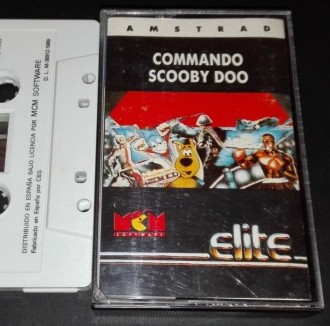 AMSTRAD
COMMANDO
SCOOBY DOO
MCM
SOFTWARE
elite
DISTRIBUIDO EN ESPAÑA BAJO LICENCIA POR MCM SOFTWARE
Fabricado en España por CBS.